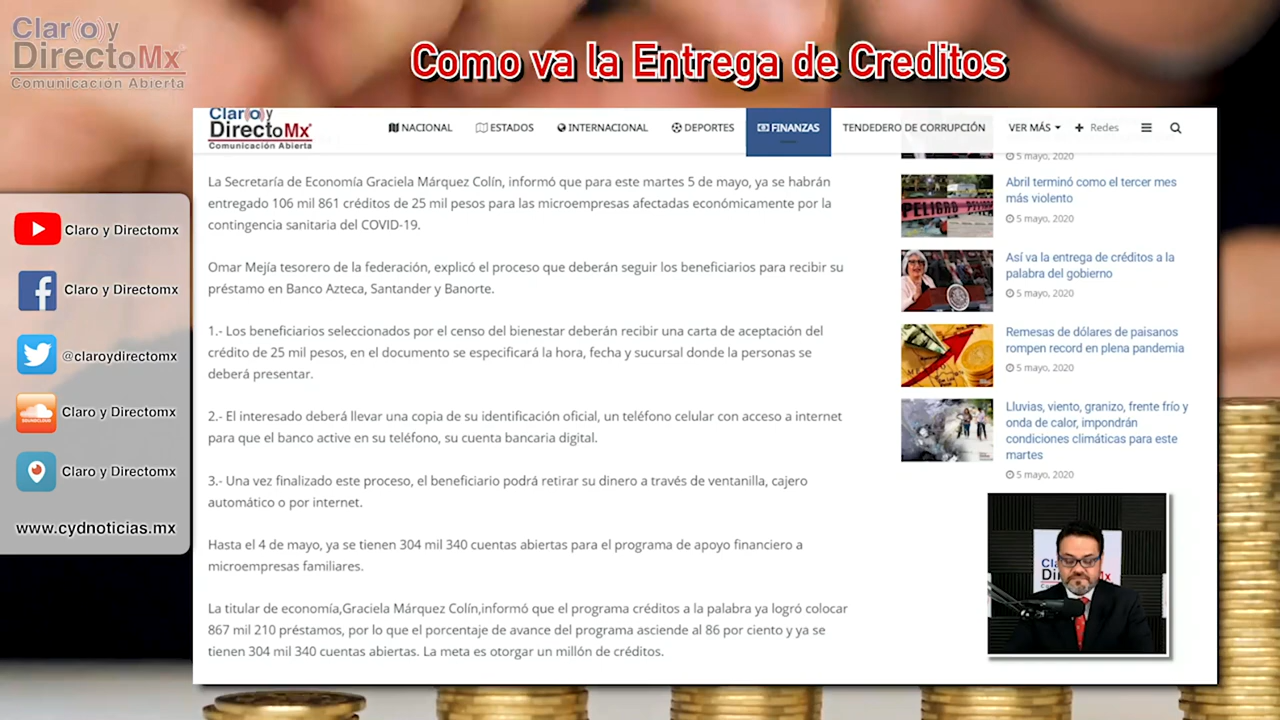 Claro y
DirectoMx
Comunicación Abierta
Como va la Entrega de Creditos
Claro y
DirectoMx
Comunicación Abierta
NACIONAL
ESTADOS
INTERNACIONAL
DEPORTES
FINANZAS
TENDEDERO DE CORRUPCIÓN
VER MÁS
Redes
La Secretaría de Economía Graciela Márquez Colín, informó que para este martes 5 de mayo, ya se habrán
entregado 106 mil 861 créditos de 25 mil pesos para las microempresas afectadas económicamente por la
contingencia sanitaria del COVID-19.
Omar Mejía tesorero de la federación, explicó el proceso que deberán seguir los beneficiarios para recibir su
préstamo en Banco Azteca, Santander y Banorte.
1.- Los beneficiarios seleccionados por el censo del bienestar deberán recibir una carta de aceptación del
crédito de 25 mil pesos, en el documento se especificará la hora, fecha y sucursal donde la personas se
deberá presentar.
2.- El interesado deberá llevar una copia de su identificación oficial, un teléfono celular con acceso a internet
para que el banco active en su teléfono, su cuenta bancaria digital.
3.- Una vez finalizado este proceso, el beneficiario podrá retirar su dinero a través de ventanilla, cajero
automático o por internet.
Hasta el 4 de mayo, ya se tienen 304 mil 340 cuentas abiertas para el programa de apoyo financiero a
microempresas familiares.
La titular de economía,Graciela Márquez Colín,informó que el programa créditos a la palabra ya logró colocar
867 mil 210 préstamos, por lo que el porcentaje de avance del programa asciende al 86 por ciento y ya se
tienen 304 mil 340 cuentas abiertas. La meta es otorgar un millón de créditos.
5 mayo, 2020
PELIGRO
Abril terminó como el tercer mes
más violento
5 mayo, 2020
Así va la entrega de créditos a la
palabra del gobierno
5 mayo, 2020
Remesas de dólares de paisanos
rompen record en plena pandemia
5 mayo, 2020
Lluvias, viento, granizo, frente frío y
onda de calor, impondrán
condiciones climáticas para este
martes
5 mayo, 2020
Claro y Directomx
Claro y Directomx
@claroydirectomx
SOUNDCLOUD
Claro y Directomx
Claro y Directomx
www.cydnoticias.mx